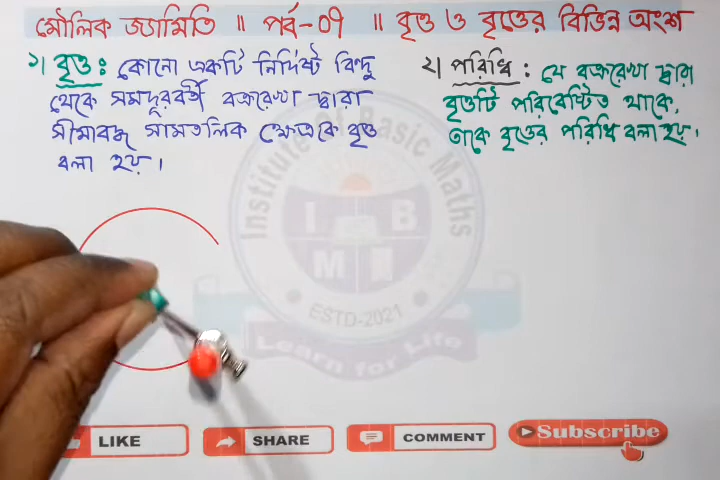 মৌলিক জ্যামিতি ॥ পর্ব-০৭ ॥ বৃত্ত ও বৃত্তের বিভিন্ন অংশ
১) বৃত্ত: কোনো একটি নির্দিষ্ট বিন্দু
থেকে সমদূরবর্তী বক্ররেখা দ্বারা
সীমাবদ্ধ সামতলিক ক্ষেত্রকে বৃত্ত
বলা হয়।
২) পরিধি: যে বক্ররেখা দ্বারা
বৃত্তটি পরিবেষ্টিত থাকে,
তাকে বৃত্তের পরিধি বলা হয়।
Institute of Basic Maths
I B
M
ESTD-2021
Learn for Life
LIKE
SHARE
COMMENT
Subscribe